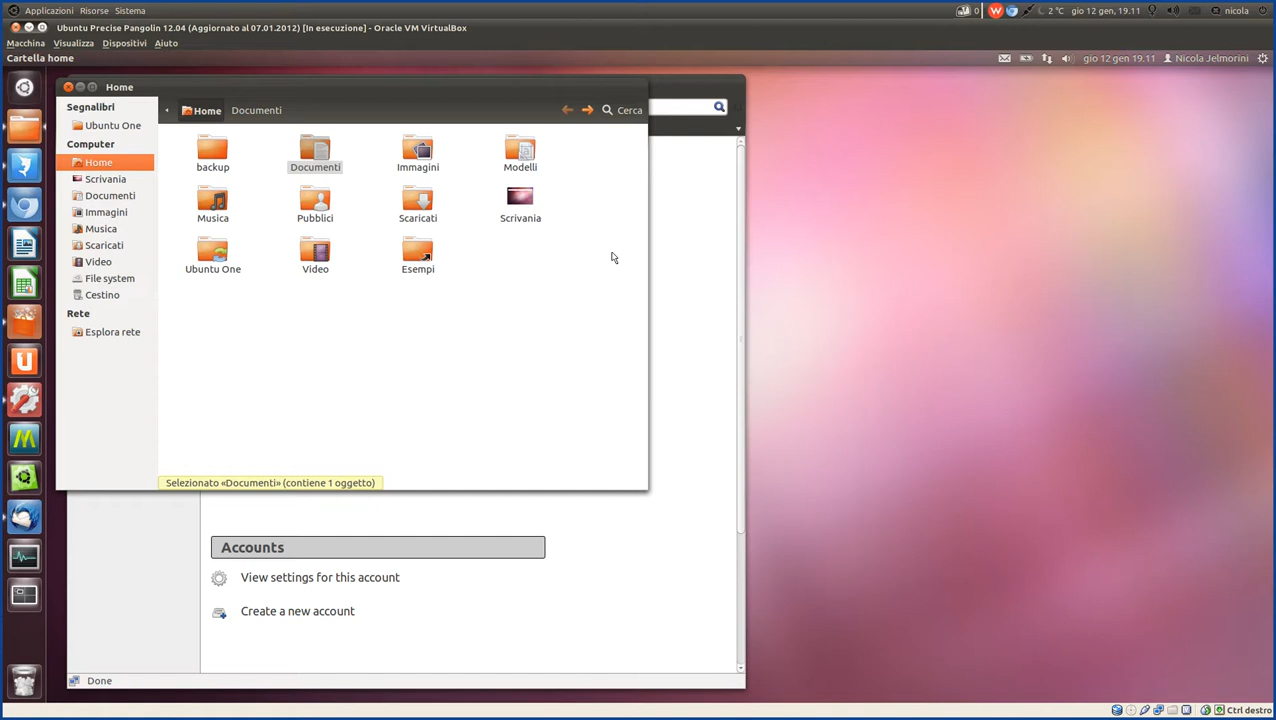 Applicazioni Risorse Sistema
0 W 2 °C gio 12 gen, 19.11 nicola
Ubuntu Precise Pangolin 12.04 (Aggiornato al 07.01.2012) [In esecuzione] - Oracle VM VirtualBox
Macchina Visualizza Dispositivi Aiuto
Cartella home
gio 12 gen 19.11 Nicola Jelmorini
Home
Segnalibri
Ubuntu One
Computer
Home
Scrivania
Documenti
Immagini
Musica
Scaricati
Video
File system
Cestino
Rete
Esplora rete
Home Documenti Cerca
backup Documenti Immagini Modelli
Musica Pubblici Scaricati Scrivania
Ubuntu One Video Esempi
Selezionato «Documenti» (contiene 1 oggetto)
Accounts
View settings for this account
Create a new account
Done
Ctrl destro